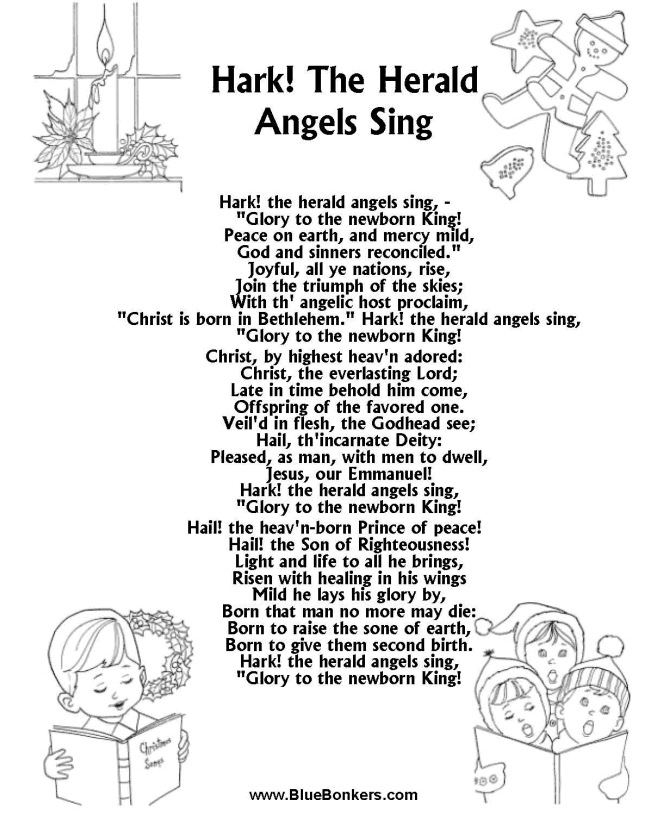 Hark! The Herald
Angels Sing
Hark! the herald angels sing, -
"Glory to the newborn King!
Peace on earth, and mercy mild,
God and sinners reconciled."
Joyful, all ye nations, rise,
Join the triumph of the skies;
With th' angelic host proclaim,
"Christ is born in Bethlehem." Hark! the herald angels sing,
"Glory to the newborn King!
Christ, by highest heav'n adored:
Christ, the everlasting Lord;
Late in time behold him come,
Offspring of the favored one.
Veil'd in flesh, the Godhead see;
Hail, th'incarnate Deity:
Pleased, as man, with men to dwell,
Jesus, our Emmanuel!
Hark! the herald angels sing,
"Glory to the newborn King!
Hail! the heav'n-born Prince of peace!
Hail! the Son of Righteousness!
Light and life to all he brings,
Risen with healing in his wings
Mild he lays his glory by,
Born that man no more may die:
Born to raise the sone of earth,
Born to give them second birth.
Hark! the herald angels sing,
"Glory to the newborn King!
Christmas
Songs
www.BlueBonkers.com